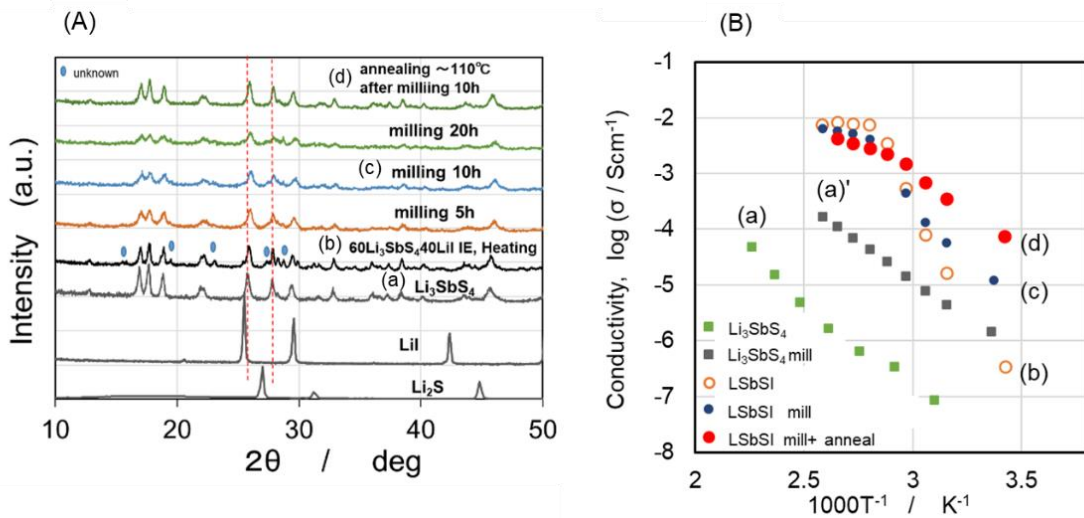 (A)
unknown
(d) annealing ~110℃
after milliing 10h
milling 20h
(c) milling 10h
milling 5h
(b) 60Li₃SbS₄40LiI IE, Heating
(a) Li₃SbS₄
LiI
Li₂S
Intensity (a.u.)
10 20 30 40 50
2θ / deg
(B)
-1
-2
-3
-4
-5
-6
-7
-8
Conductivity, log (σ / Scm⁻¹)
(a)'
(a)
(d)
(c)
(b)
Li₃SbS₄
Li₃SbS₄ mill
LSbSI
LSbSI mill
LSbSI mill+ anneal
2 2.5 3 3.5
1000T⁻¹ / K⁻¹